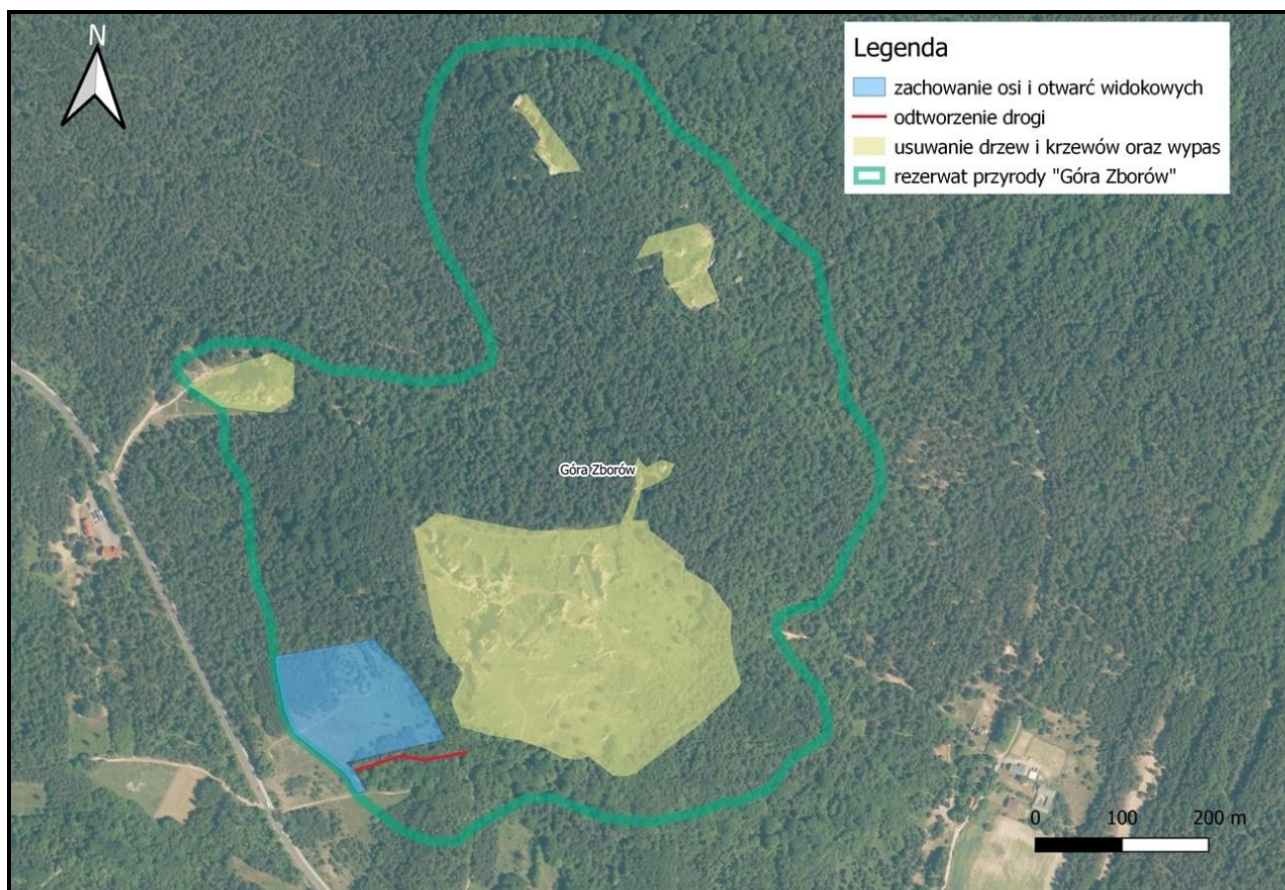 N
Legenda
zachowanie osi i otwarć widokowych
odtworzenie drogi
usuwanie drzew i krzewów oraz wypas
rezerwat przyrody "Góra Zborów"
Góra Zborów
0 100 200 m